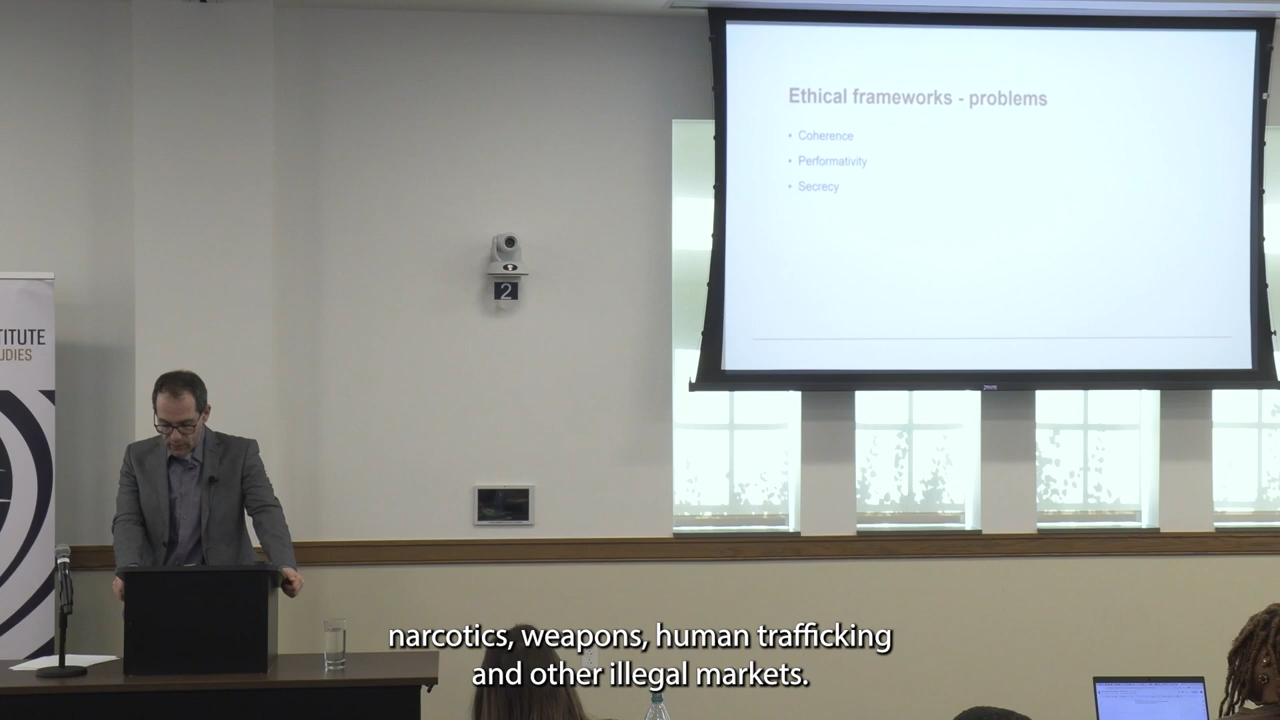 Ethical frameworks - problems
• Coherence
• Performativity
• Secrecy
2
TITUTE
UDIES
narcotics, weapons, human trafficking
and other illegal markets.